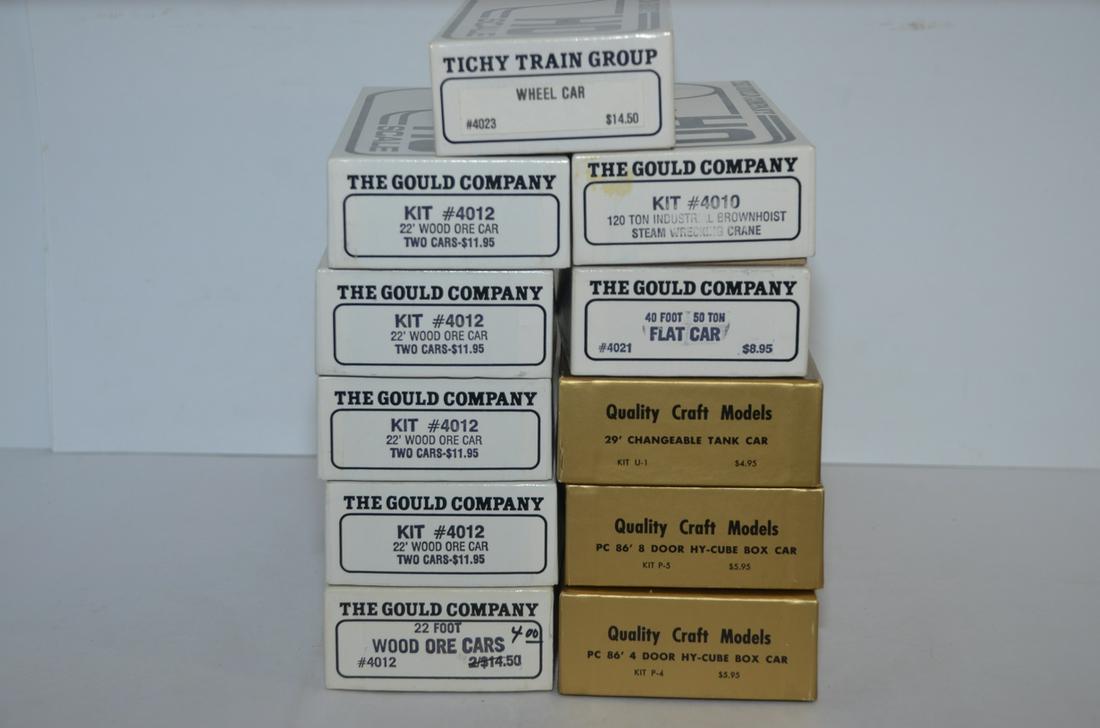 HO
SCALE
TICHY TRAIN GROUP
WHEEL CAR
#4023 $14.50
HO
SCALE
THE GOULD COMPANY
KIT #4012
22' WOOD ORE CAR
TWO CARS-$11.95
THE GOULD COMPANY
KIT #4012
22' WOOD ORE CAR
TWO CARS-$11.95
THE GOULD COMPANY
KIT #4012
22' WOOD ORE CAR
TWO CARS-$11.95
THE GOULD COMPANY
KIT #4012
22' WOOD ORE CAR
TWO CARS-$11.95
THE GOULD COMPANY
22 FOOT
WOOD ORE CARS 4 00
#4012 2/$14.50
HO
THE GOULD COMPANY
KIT #4010
120 TON INDUSTRIAL BROWNHOIST
STEAM WRECKING CRANE
THE GOULD COMPANY
40 FOOT 50 TON
FLAT CAR
#4021 $8.95
Quality Craft Models
29' CHANGEABLE TANK CAR
KIT U-1 $4.95
Quality Craft Models
PC 86' 8 DOOR HY-CUBE BOX CAR
KIT P-5 $5.95
Quality Craft Models
PC 86' 4 DOOR HY-CUBE BOX CAR
KIT P-4 $5.95